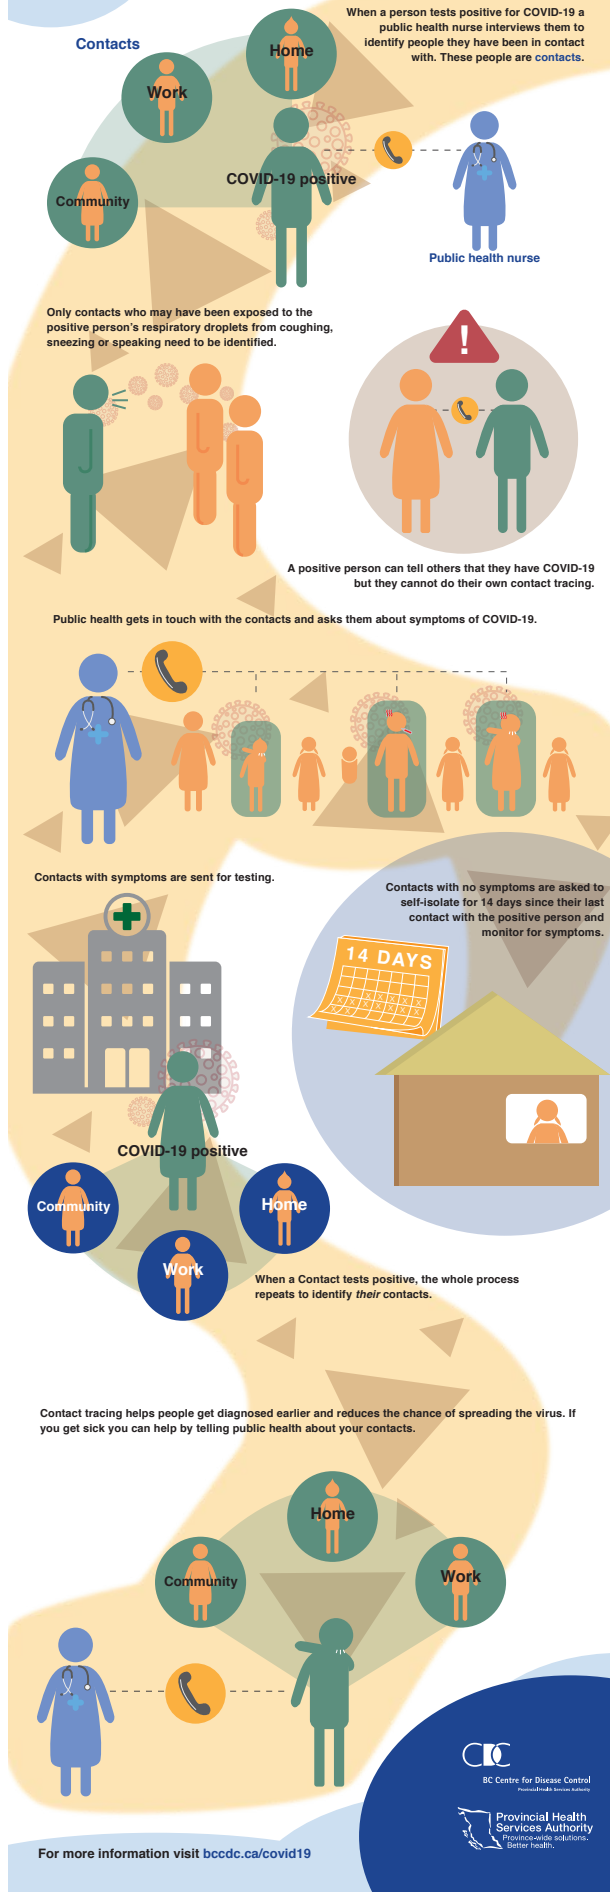 When a person tests positive for COVID-19 a
public health nurse interviews them to
identify people they have been in contact
with. These people are contacts.
Contacts
Home
Work
Community
COVID-19 positive
Public health nurse
Only contacts who may have been exposed to the
positive person's respiratory droplets from coughing,
sneezing or speaking need to be identified.
!
A positive person can tell others that they have COVID-19
but they cannot do their own contact tracing.
Public health gets in touch with the contacts and asks them about symptoms of COVID-19.
Contacts with symptoms are sent for testing.
Contacts with no symptoms are asked to
self-isolate for 14 days since their last
contact with the positive person and
monitor for symptoms.
14 DAYS
COVID-19 positive
Community
Home
Work
When a Contact tests positive, the whole process
repeats to identify their contacts.
Contact tracing helps people get diagnosed earlier and reduces the chance of spreading the virus. If
you get sick you can help by telling public health about your contacts.
Home
Community
Work
CDC
BC Centre for Disease Control
Provincial Health Services Authority
Provincial Health
Services Authority
Province-wide solutions.
Better health.
For more information visit bccdc.ca/covid19